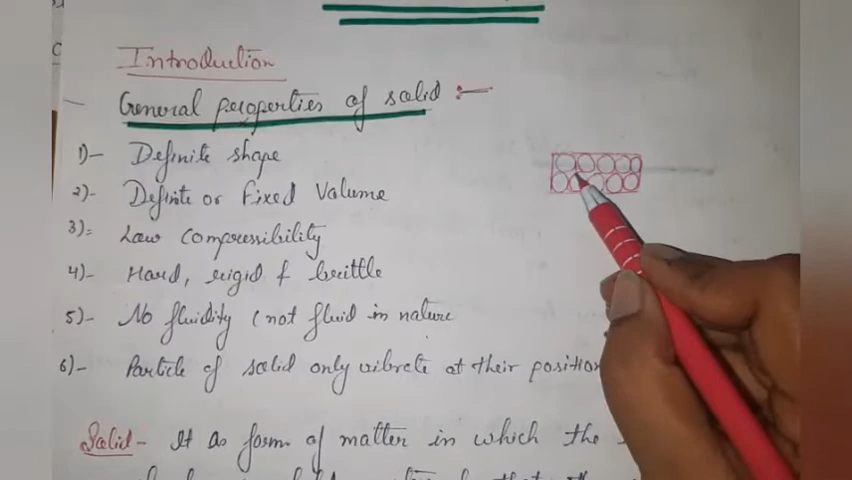 Introduction
General properties of solid :-
1)- Definite shape
2)- Definite or fixed Volume
3)= Low compressibility
4)- Hard, rigid & brittle
5)- No fluidity (not fluid in nature
6)- Particle of solid only vibrate at their position
Solid - It is form of matter in which the